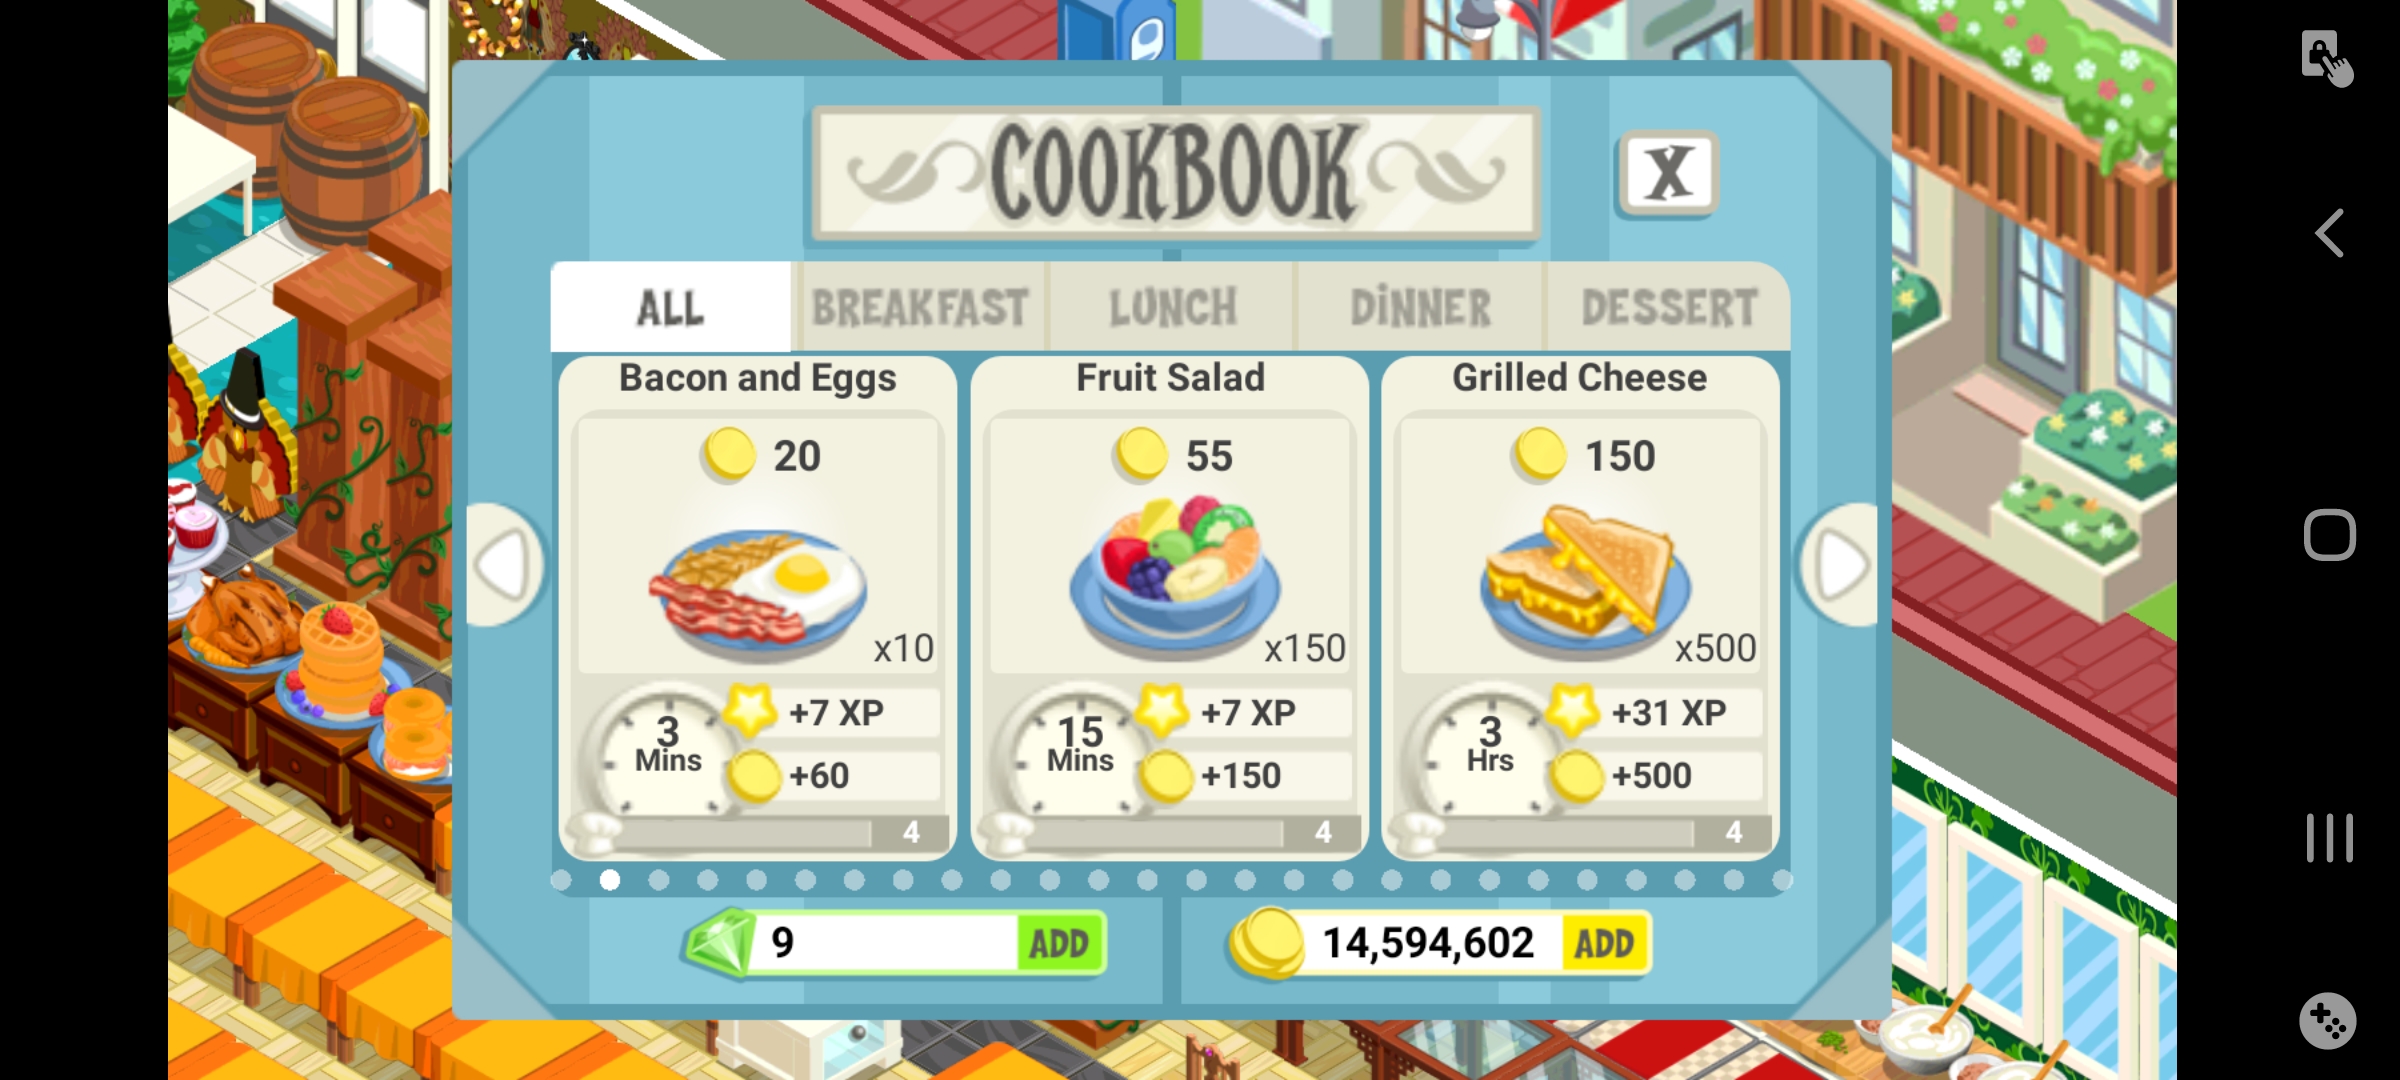 COOKBOOK
X
ALL
BREAKFAST
LUNCH
DINNER
DESSERT
Bacon and Eggs
20
x10
3
Mins
+7 XP
+60
4
Fruit Salad
55
x150
15
Mins
+7 XP
+150
4
Grilled Cheese
150
x500
3
Hrs
+31 XP
+500
4
9
ADD
14,594,602
ADD